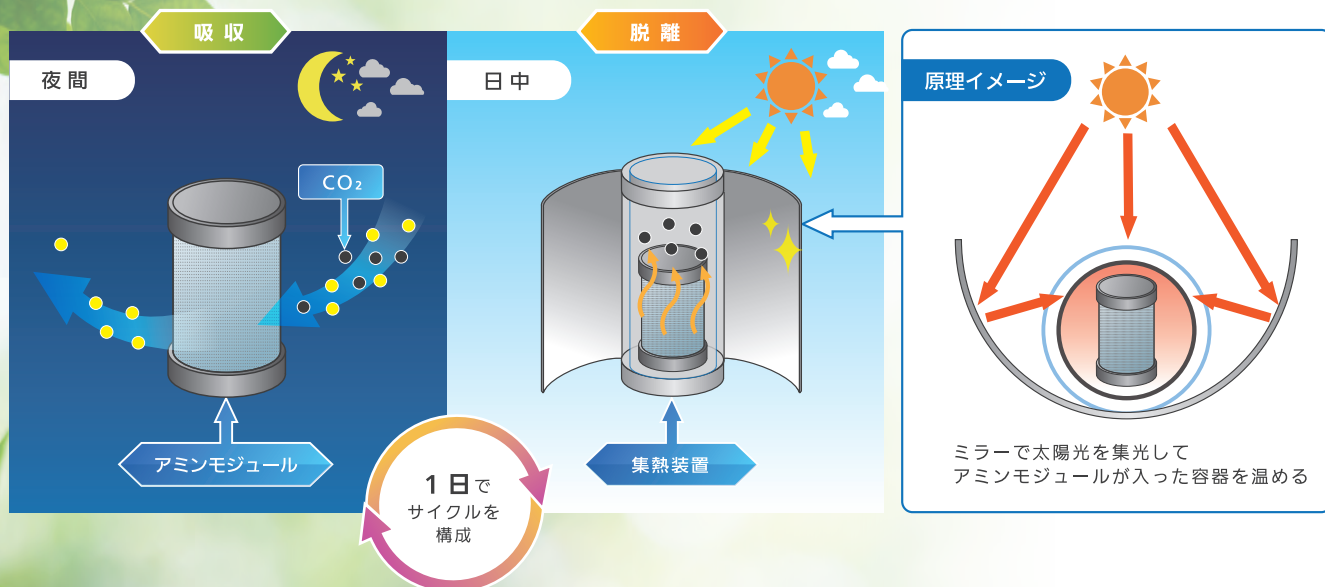 吸収
夜間
CO₂
アミンモジュール
脱離
日中
集熱装置
1日で
サイクルを
構成
原理イメージ
ミラーで太陽光を集光して
アミンモジュールが入った容器を温める